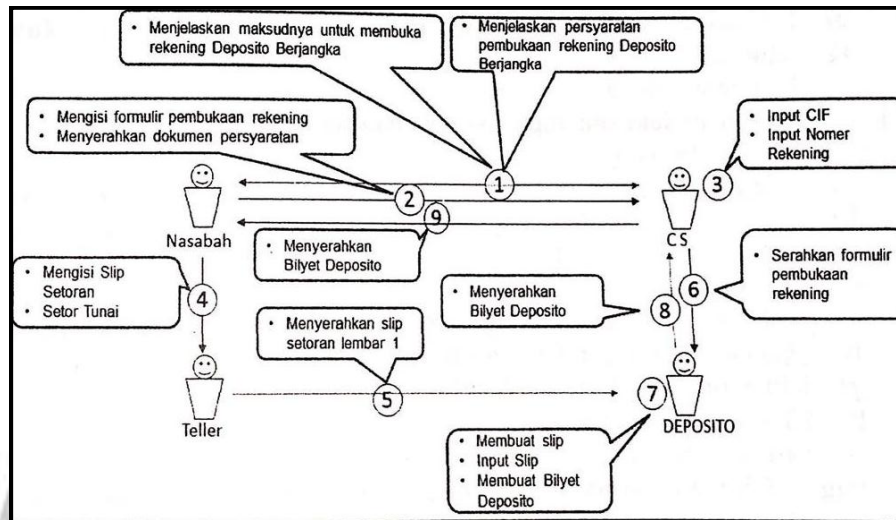 • Menjelaskan maksudnya untuk membuka
rekening Deposito Berjangka
• Menjelaskan persyaratan
pembukaan rekening Deposito
Berjangka
• Mengisi formulir pembukaan rekening
• Menyerahkan dokumen persyaratan
• Input CIF
• Input Nomer
Rekening
1
2
3
9
Nasabah
CS
• Menyerahkan
Bilyet Deposito
• Mengisi Slip
Setoran
• Setor Tunai
4
• Menyerahkan
Bilyet Deposito
8
6
• Serahkan formulir
pembukaan
rekening
• Menyerahkan slip
setoran lembar 1
5
7
Teller
DEPOSITO
• Membuat slip
• Input Slip
• Membuat Bilyet
Deposito